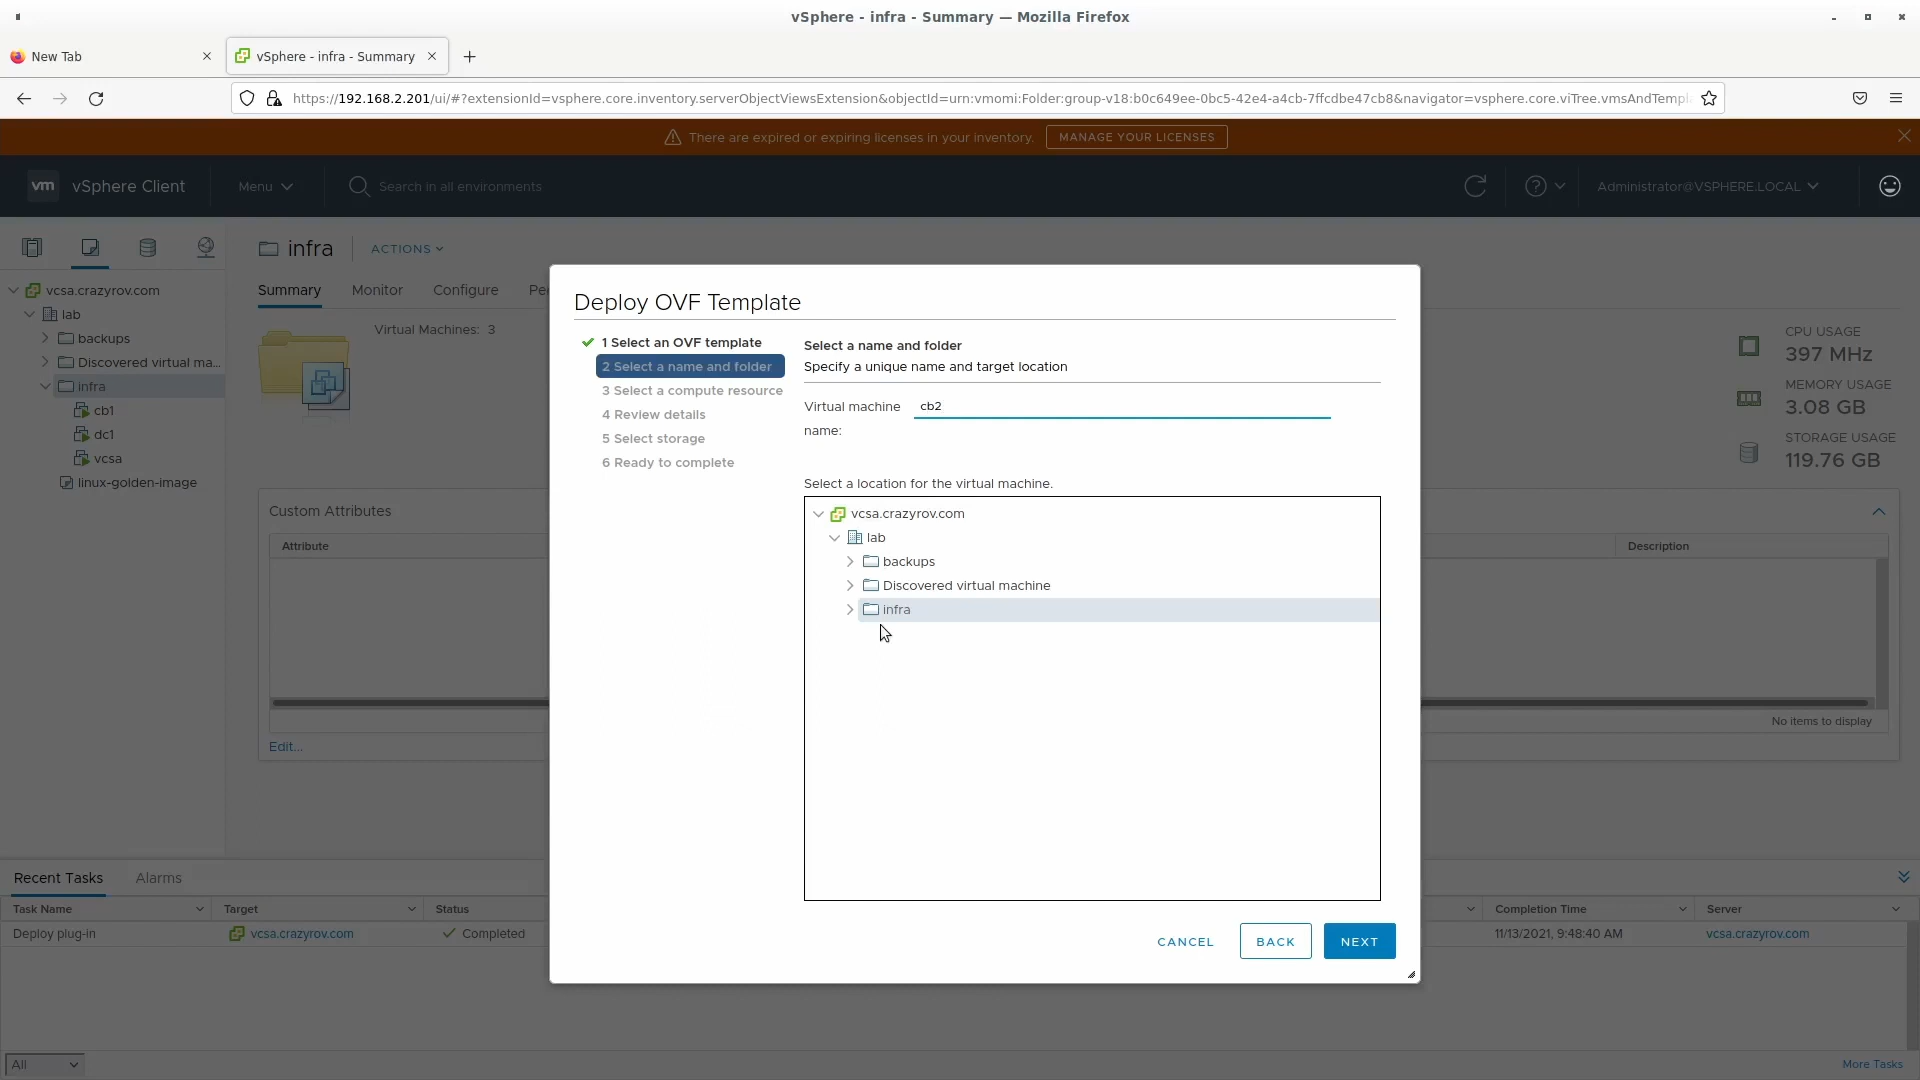 vSphere - infra - Summary — Mozilla Firefox
New Tab
vSphere - infra - Summary
https://192.168.2.201/ui/#?extensionId=vsphere.core.inventory.serverObjectViewsExtension&objectId=urn:vmomi:Folder:group-v18:b0c649ee-0bc5-42e4-a4cb-7ffcdbe47cb8&navigator=vsphere.core.viTree.vmsAndTempl
There are expired or expiring licenses in your inventory.
MANAGE YOUR LICENSES
vm
vSphere Client
Menu
Search in all environments
Administrator@VSPHERE.LOCAL
infra
ACTIONS
Summary
Monitor
Configure
Pe
vcsa.crazyrov.com
lab
backups
Discovered virtual ma...
infra
cb1
dc1
vcsa
linux-golden-image
Virtual Machines: 3
CPU USAGE
397 MHz
MEMORY USAGE
3.08 GB
STORAGE USAGE
119.76 GB
Custom Attributes
Attribute
Description
No items to display
Edit...
Deploy OVF Template
1 Select an OVF template
2 Select a name and folder
3 Select a compute resource
4 Review details
5 Select storage
6 Ready to complete
Select a name and folder
Specify a unique name and target location
Virtual machine
name:
cb2
Select a location for the virtual machine.
vcsa.crazyrov.com
lab
backups
Discovered virtual machine
infra
CANCEL
BACK
NEXT
Recent Tasks
Alarms
Task Name
Target
Status
Completion Time
Server
Deploy plug-in
vcsa.crazyrov.com
Completed
11/13/2021, 9:48:40 AM
vcsa.crazyrov.com
All
More Tasks